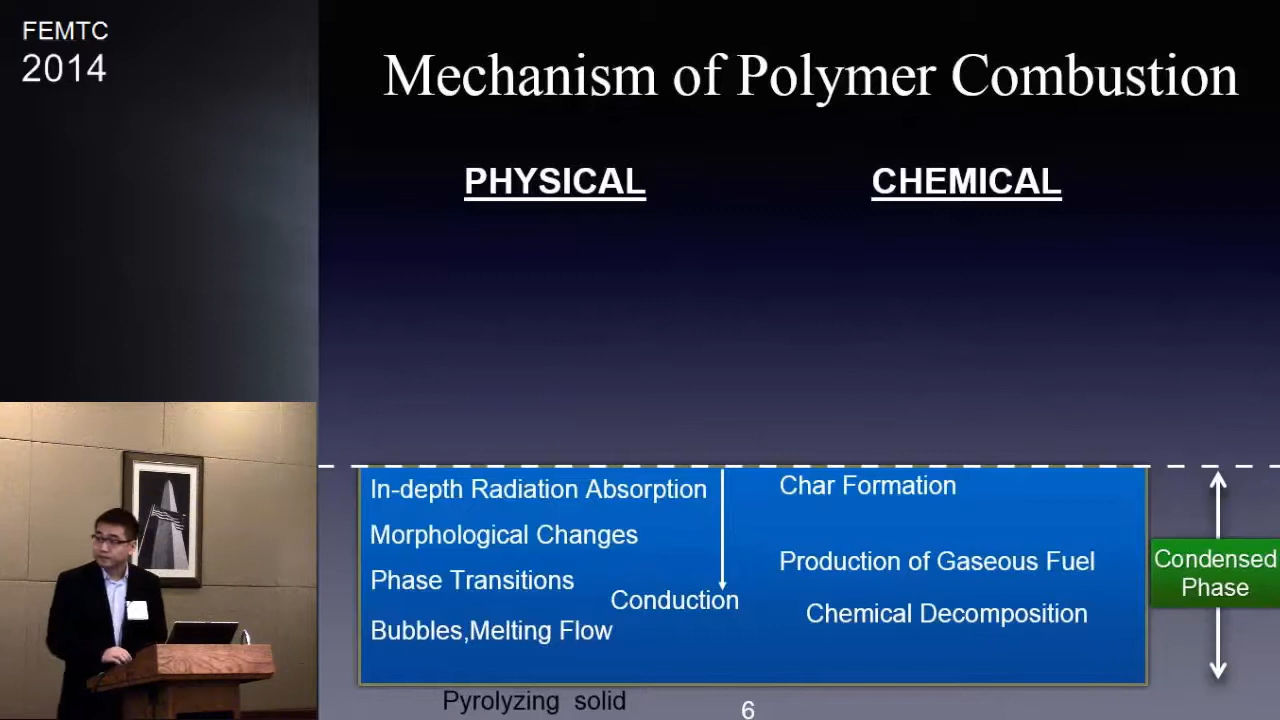 FEMTC
2014
Mechanism of Polymer Combustion
PHYSICAL
CHEMICAL
In-depth Radiation Absorption
Morphological Changes
Phase Transitions
Conduction
Bubbles,Melting Flow
Char Formation
Production of Gaseous Fuel
Chemical Decomposition
Condensed
Phase
Pyrolyzing solid
6